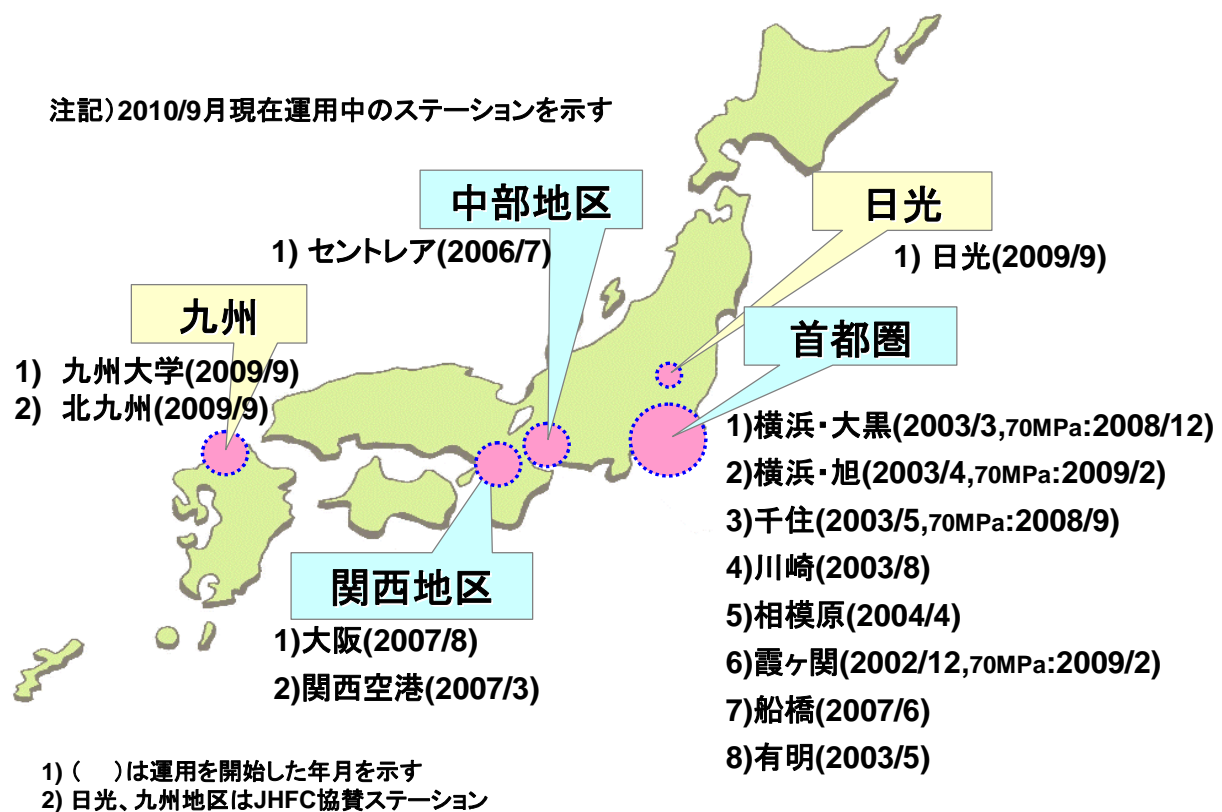 注記)2010/9月現在運用中のステーションを示す
中部地区
1) セントレア(2006/7)
日光
1) 日光(2009/9)
九州
1) 九州大学(2009/9)
2) 北九州(2009/9)
首都圏
1)横浜・大黒(2003/3,70MPa:2008/12)
2)横浜・旭(2003/4,70MPa:2009/2)
3)千住(2003/5,70MPa:2008/9)
4)川崎(2003/8)
5)相模原(2004/4)
6)霞ヶ関(2002/12,70MPa:2009/2)
7)船橋(2007/6)
8)有明(2003/5)
関西地区
1)大阪(2007/8)
2)関西空港(2007/3)
1) (　)は運用を開始した年月を示す
2) 日光、九州地区はJHFC協賛ステーション